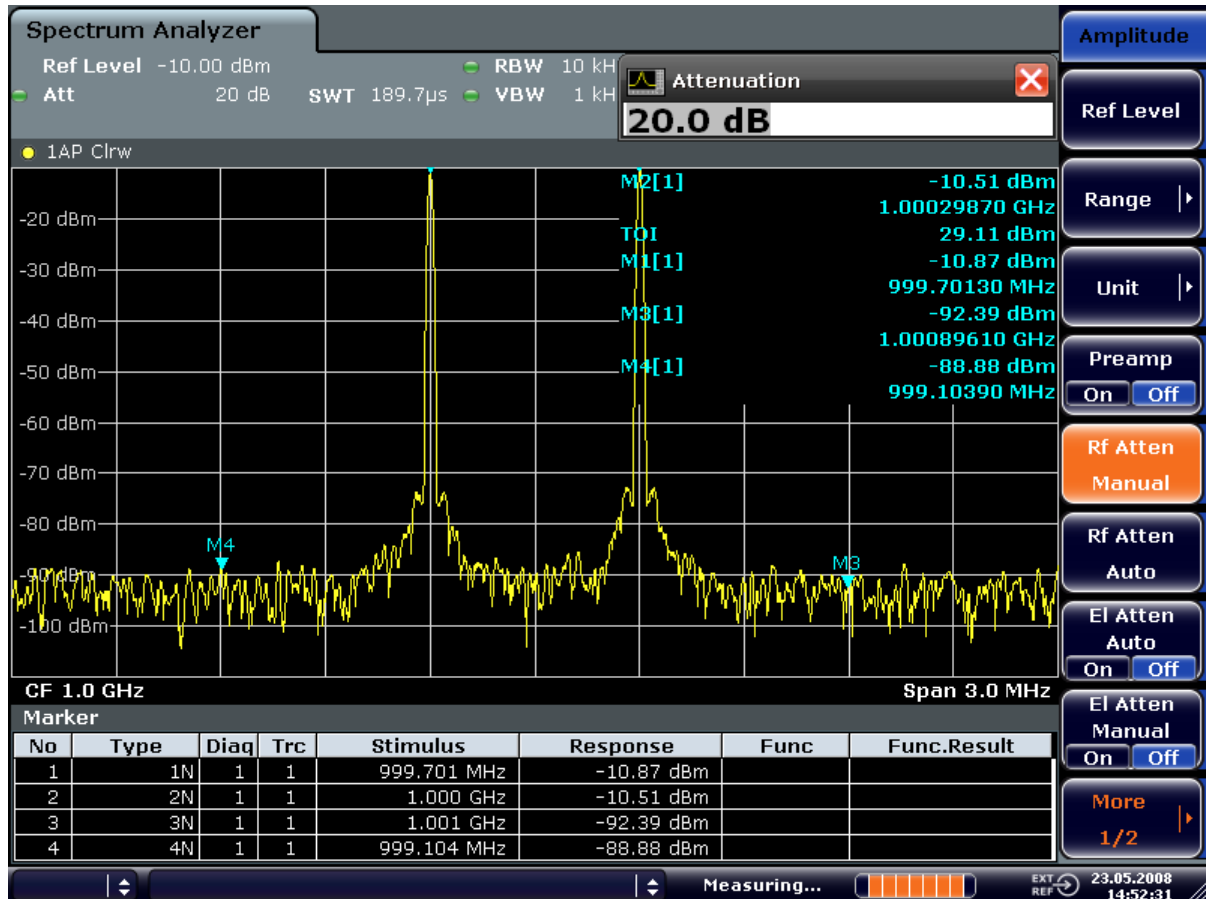 Spectrum Analyzer
Ref Level -10.00 dBm RBW 10 kH
Att 20 dB SWT 189.7µs VBW 1 kH
Attenuation
20.0 dB
1AP Clrw
M2[1] -10.51 dBm
1.00029870 GHz
TOI 29.11 dBm
M1[1] -10.87 dBm
999.70130 MHz
M3[1] -92.39 dBm
1.00089610 GHz
M4[1] -88.88 dBm
999.10390 MHz
-20 dBm
-30 dBm
-40 dBm
-50 dBm
-60 dBm
-70 dBm
-80 dBm
-90 dBm
-100 dBm
M4
M3
CF 1.0 GHz Span 3.0 MHz
Marker
No Type Diaq Trc Stimulus Response Func Func.Result
1 1N 1 1 999.701 MHz -10.87 dBm
2 2N 1 1 1.000 GHz -10.51 dBm
3 3N 1 1 1.001 GHz -92.39 dBm
4 4N 1 1 999.104 MHz -88.88 dBm
Measuring...
EXT
REF
23.05.2008
14:52:31
Amplitude
Ref Level
Range
Unit
Preamp
On Off
Rf Atten
Manual
Rf Atten
Auto
El Atten
Auto
On Off
El Atten
Manual
On Off
More
1/2